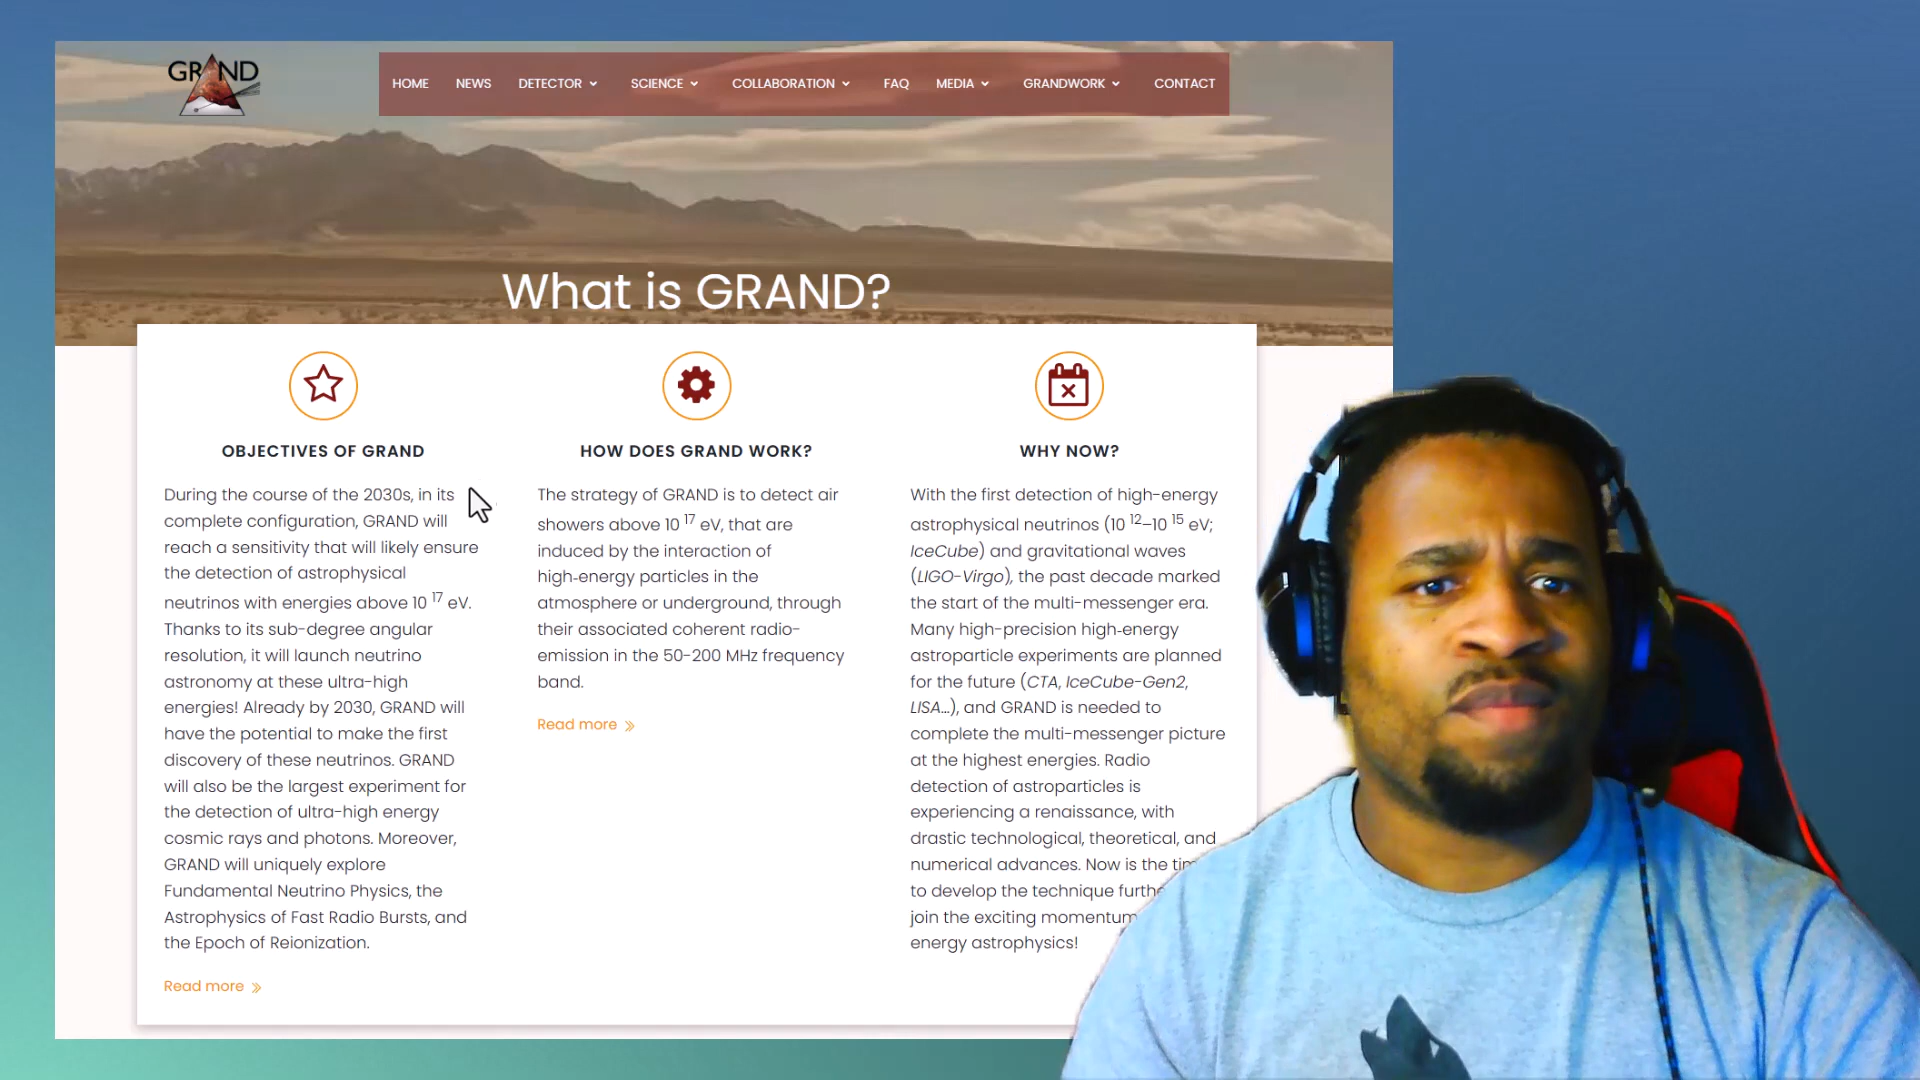 GRAND
HOME NEWS DETECTOR SCIENCE COLLABORATION FAQ MEDIA GRANDWORK CONTACT
What is GRAND?
OBJECTIVES OF GRAND
During the course of the 2030s, in its
complete configuration, GRAND will
reach a sensitivity that will likely ensure
the detection of astrophysical
neutrinos with energies above 10 17 eV.
Thanks to its sub-degree angular
resolution, it will launch neutrino
astronomy at these ultra-high
energies! Already by 2030, GRAND will
have the potential to make the first
discovery of these neutrinos. GRAND
will also be the largest experiment for
the detection of ultra-high energy
cosmic rays and photons. Moreover,
GRAND will uniquely explore
Fundamental Neutrino Physics, the
Astrophysics of Fast Radio Bursts, and
the Epoch of Reionization.
Read more »
HOW DOES GRAND WORK?
The strategy of GRAND is to detect air
showers above 10 17 eV, that are
induced by the interaction of
high-energy particles in the
atmosphere or underground, through
their associated coherent radio-
emission in the 50-200 MHz frequency
band.
Read more »
WHY NOW?
With the first detection of high-energy
astrophysical neutrinos (10 12–10 15 eV;
IceCube) and gravitational waves
(LIGO-Virgo), the past decade marked
the start of the multi-messenger era.
Many high-precision high-energy
astroparticle experiments are planned
for the future (CTA, IceCube-Gen2,
LISA…), and GRAND is needed to
complete the multi-messenger picture
at the highest energies. Radio
detection of astroparticles is
experiencing a renaissance, with
drastic technological, theoretical, and
numerical advances. Now is the
to develop the technique
join the exciting momentum
energy astrophysics!